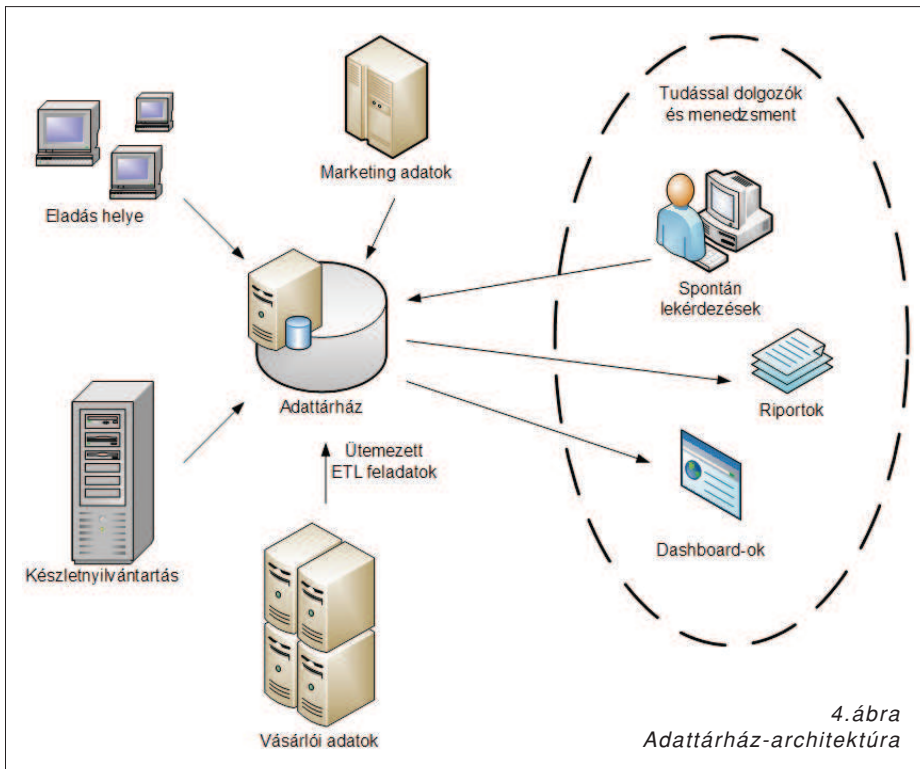 Tudással dolgozók
és menedzsment
Marketing adatok
Eladás helye
Spontán
lekérdezések
Adattárház
Riportok
Ütemezett
ETL feladatok
Dashboard-ok
Készletnyilvántartás
Vásárlói adatok
4.ábra
Adattárház-architektúra